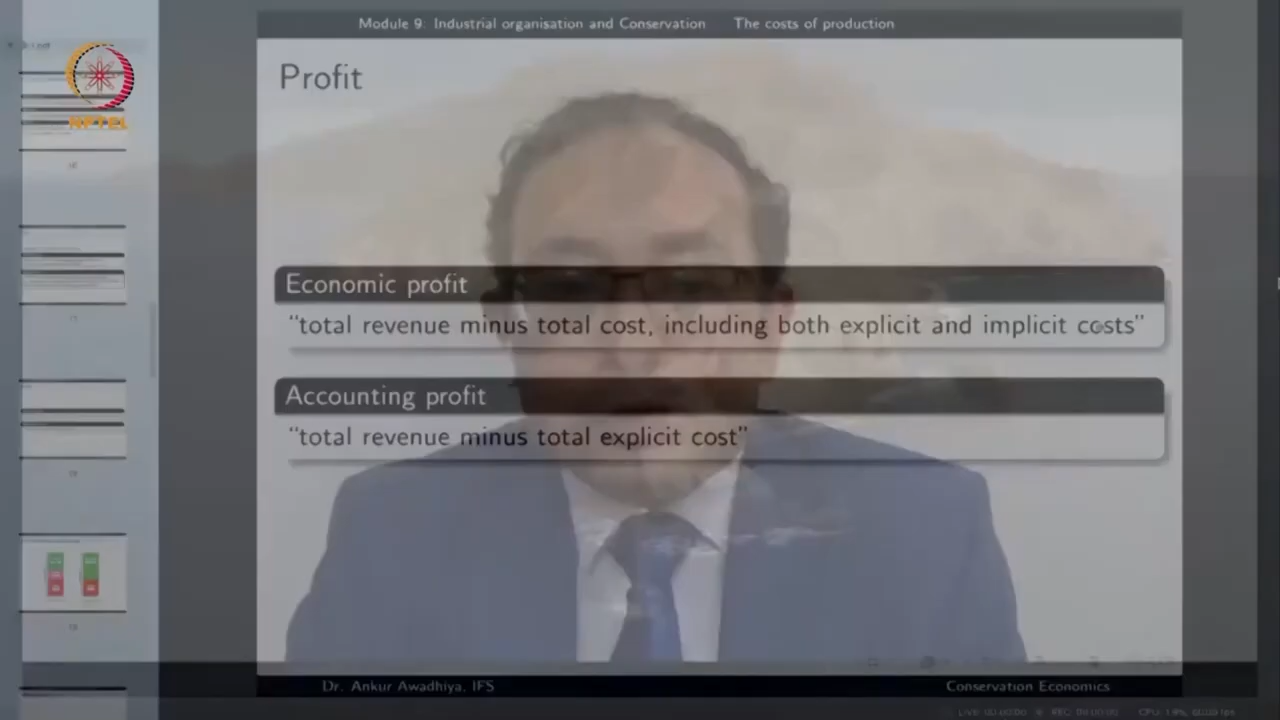 Module 9: Industrial organisation and Conservation The costs of production
NPTEL
Profit
Economic profit
“total revenue minus total cost, including both explicit and implicit costs”
Accounting profit
“total revenue minus total explicit cost”
Dr. Ankur Awadhiya, IFS Conservation Economics